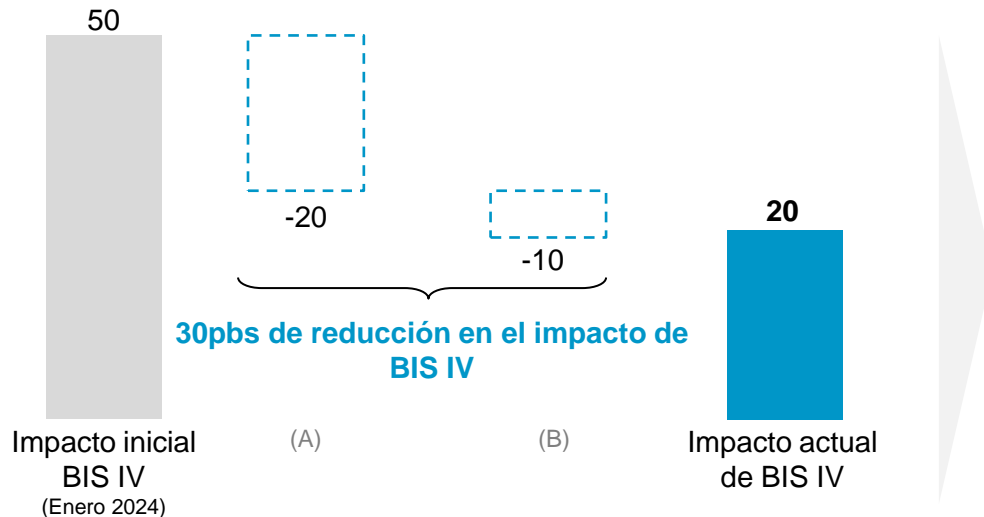 50
-20
-10
20
30pbs de reducción en el impacto de
BIS IV
Impacto inicial
BIS IV
(Enero 2024)
(A)
(B)
Impacto actual
de BIS IV